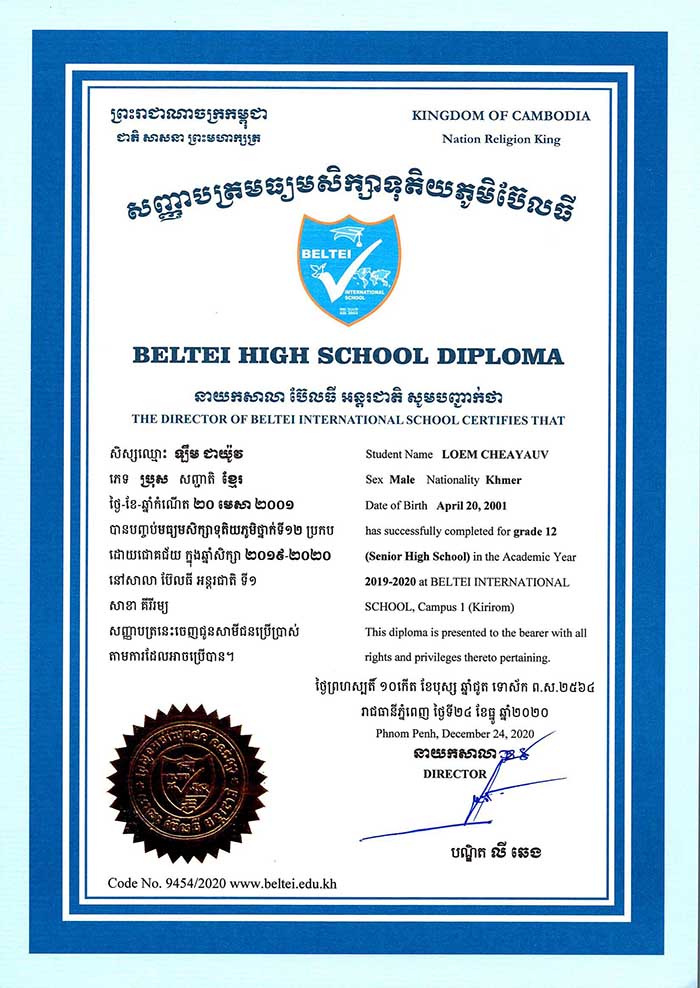 ព្រះរាជាណាចក្រកម្ពុជា
ជាតិ សាសនា ព្រះមហាក្សត្រ
KINGDOM OF CAMBODIA
Nation Religion King
សញ្ញាបត្រមធ្យមសិក្សាទុតិយភូមិប៊ែលធី
BELTEI
INTERNATIONAL
SCHOOL
BELTEI HIGH SCHOOL DIPLOMA
នាយកសាលា ប៊ែលធី អន្តរជាតិ សូមបញ្ជាក់ថា
THE DIRECTOR OF BELTEI INTERNATIONAL SCHOOL CERTIFIES THAT
សិស្សឈ្មោះ ឡឹម ជាយ៉ូវ
ភេទ ប្រុស សញ្ជាតិ ខ្មែរ
ថ្ងៃ-ខែ-ឆ្នាំកំណើត ២០ មេសា ២០០១
បានបញ្ចប់មធ្យមសិក្សាទុតិយភូមិថ្នាក់ទី១២ ប្រកប
ដោយជោគជ័យ ក្នុងឆ្នាំសិក្សា ២០១៩-២០២០
នៅសាលា ប៊ែលធី អន្តរជាតិ ទី១
សាខា គីរីរម្យ
សញ្ញាបត្រនេះចេញជូនសាមីជនប្រើប្រាស់
តាមការដែលអាចប្រើបាន។
Student Name LOEM CHEAYAUV
Sex Male Nationality Khmer
Date of Birth April 20, 2001
has successfully completed for grade 12
(Senior High School) in the Academic Year
2019-2020 at BELTEI INTERNATIONAL
SCHOOL, Campus 1 (Kirirom)
This diploma is presented to the bearer with all
rights and privileges thereto pertaining.
ថ្ងៃព្រហស្បតិ៍ ១០កើត ខែបុស្ស ឆ្នាំជូត ទោស័ក ព.ស.២៥៦៤
រាជធានីភ្នំពេញ ថ្ងៃទី២៤ ខែធ្នូ ឆ្នាំ២០២០
Phnom Penh, December 24, 2020
នាយកសាលា
DIRECTOR
បណ្ឌិត លី ឆេង
Code No. 9454/2020 www.beltei.edu.kh